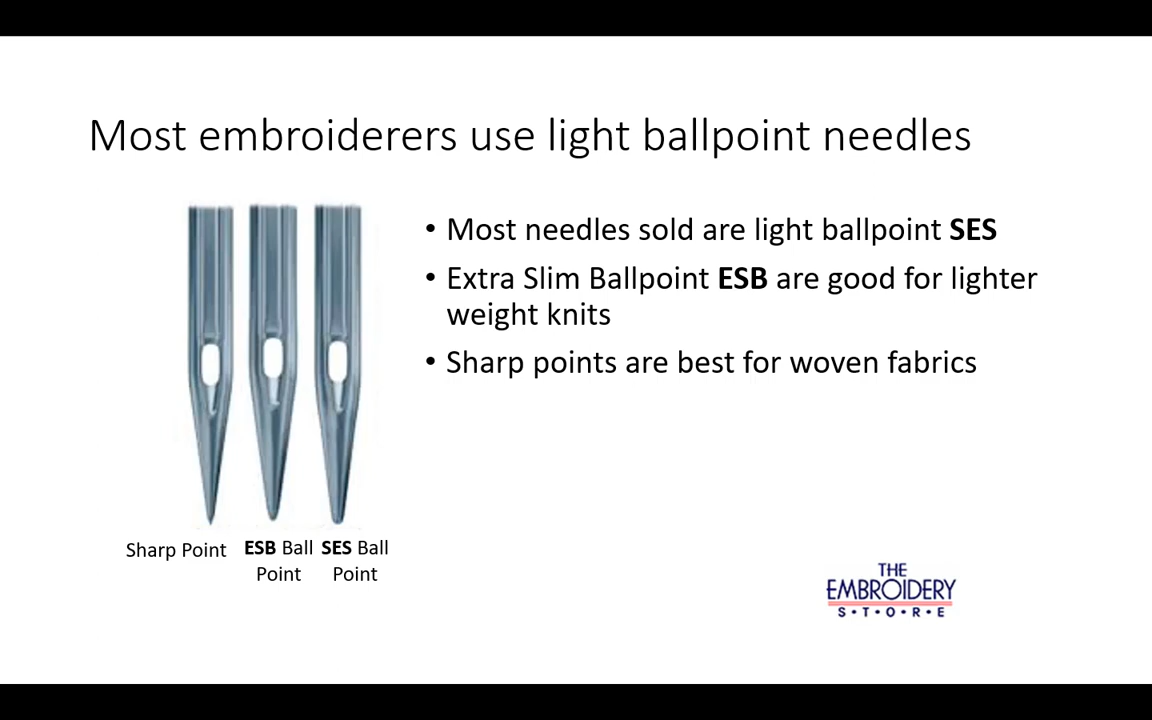 Most embroiderers use light ballpoint needles
• Most needles sold are light ballpoint SES
• Extra Slim Ballpoint ESB are good for lighter
weight knits
• Sharp points are best for woven fabrics
Sharp Point
ESB Ball
Point
SES Ball
Point
THE
EMBROIDERY
S•T•O•R•E